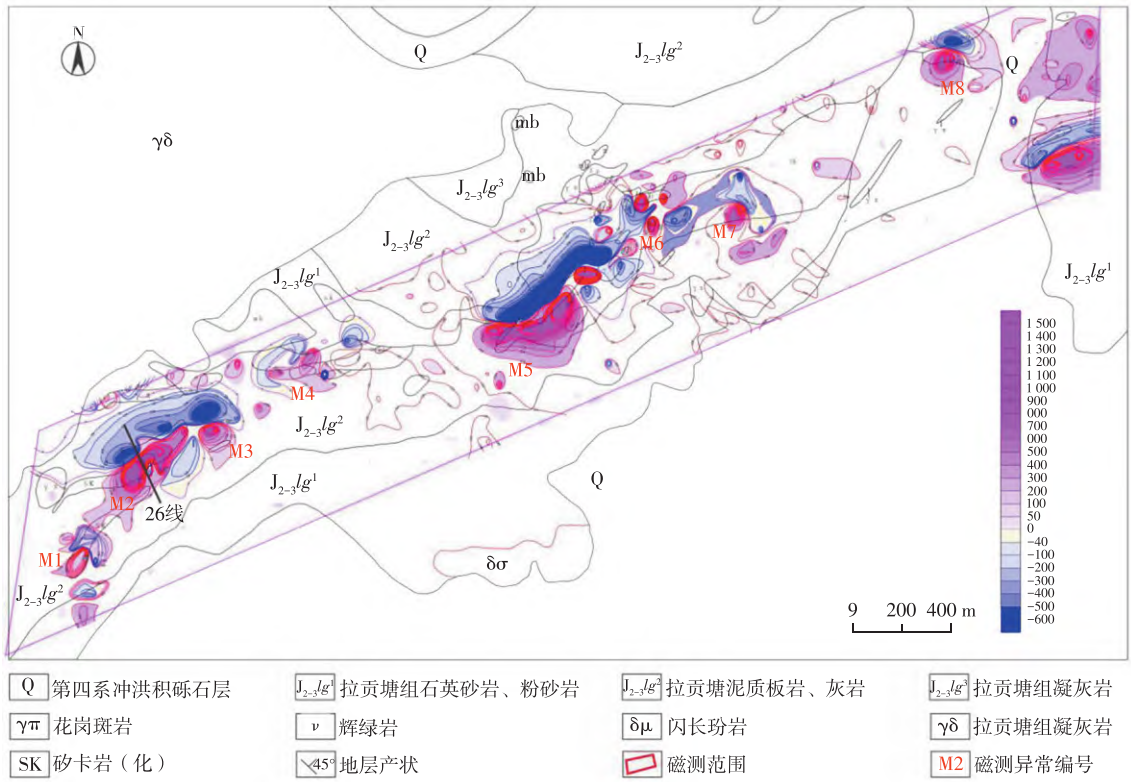 N
Q
J₂₋₃lg²
M8
Q
γδ
mb
mb
J₂₋₃lg³
J₂₋₃lg²
M6
M7
J₂₋₃lg¹
J₂₋₃lg¹
M5
M4
J₂₋₃lg²
M3
J₂₋₃lg¹
Q
M2
26线
M1
J₂₋₃lg²
δσ
1 500
1 400
1 300
1 100
1 000
900
000
700
000
500
400
300
200
100
50
0
-40
-100
-200
-300
-400
-500
-600
9 200 400 m
Q 第四系冲洪积砾石层 J₂₋₃lg¹ 拉贡塘组石英砂岩、粉砂岩 J₂₋₃lg² 拉贡塘泥质板岩、灰岩 J₂₋₃lg³ 拉贡塘组凝灰岩
γπ 花岗斑岩 ν 辉绿岩 δμ 闪长玢岩 γδ 拉贡塘组凝灰岩
SK 矽卡岩（化） 45° 地层产状 磁测范围 M2 磁测异常编号